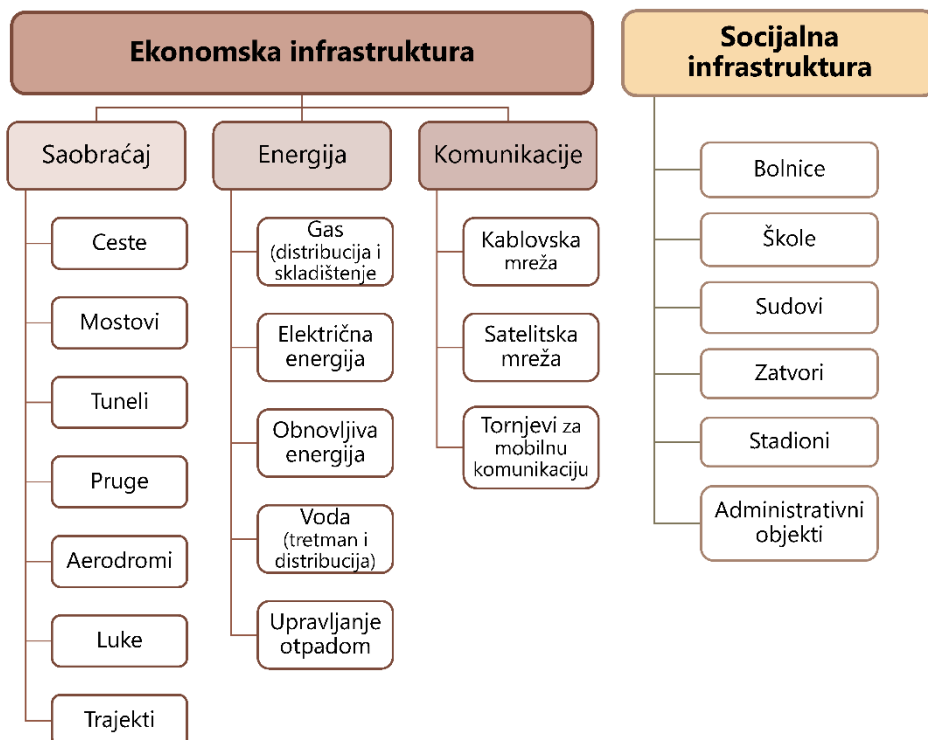 Ekonomska infrastruktura
Saobraćaj
Ceste
Mostovi
Tuneli
Pruge
Aerodromi
Luke
Trajekti
Energija
Gas
(distribucija i
skladištenje
Električna
energija
Obnovljiva
energija
Voda
(tretman i
distribucija)
Upravljanje
otpadom
Komunikacije
Kablovska
mreža
Satelitska
mreža
Tornjevi za
mobilnu
komunikaciju
Socijalna
infrastruktura
Bolnice
Škole
Sudovi
Zatvori
Stadioni
Administrativni
objekti